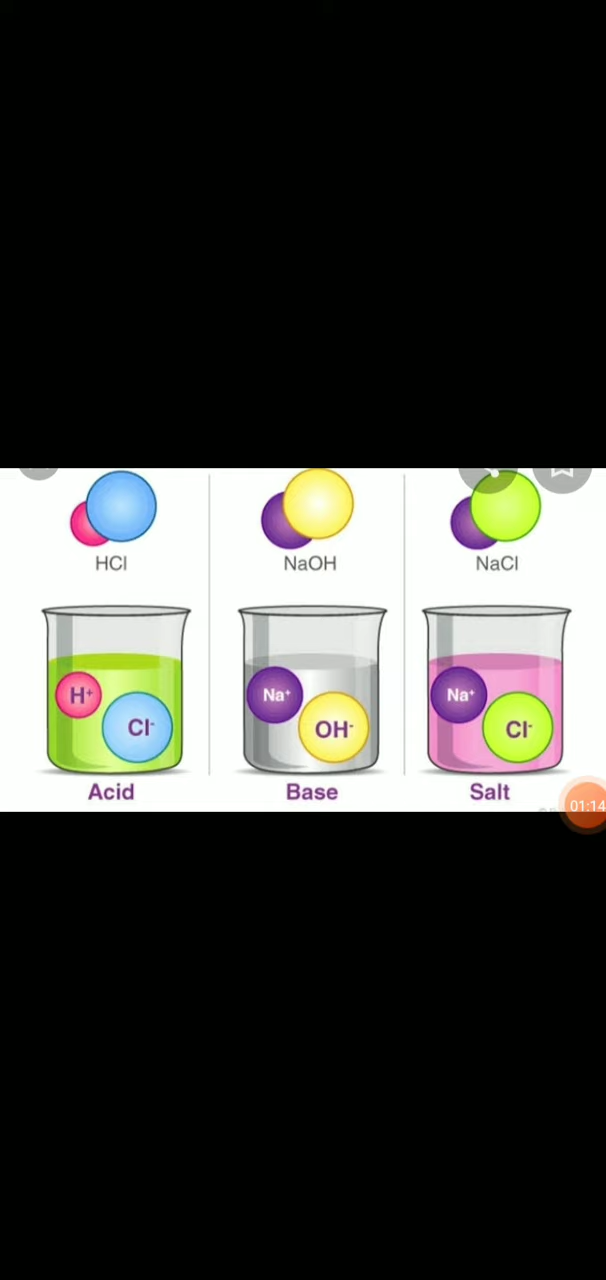 HCl
NaOH
NaCl
H+
Cl-
Na+
OH-
Na+
Cl-
Acid
Base
Salt
01:14